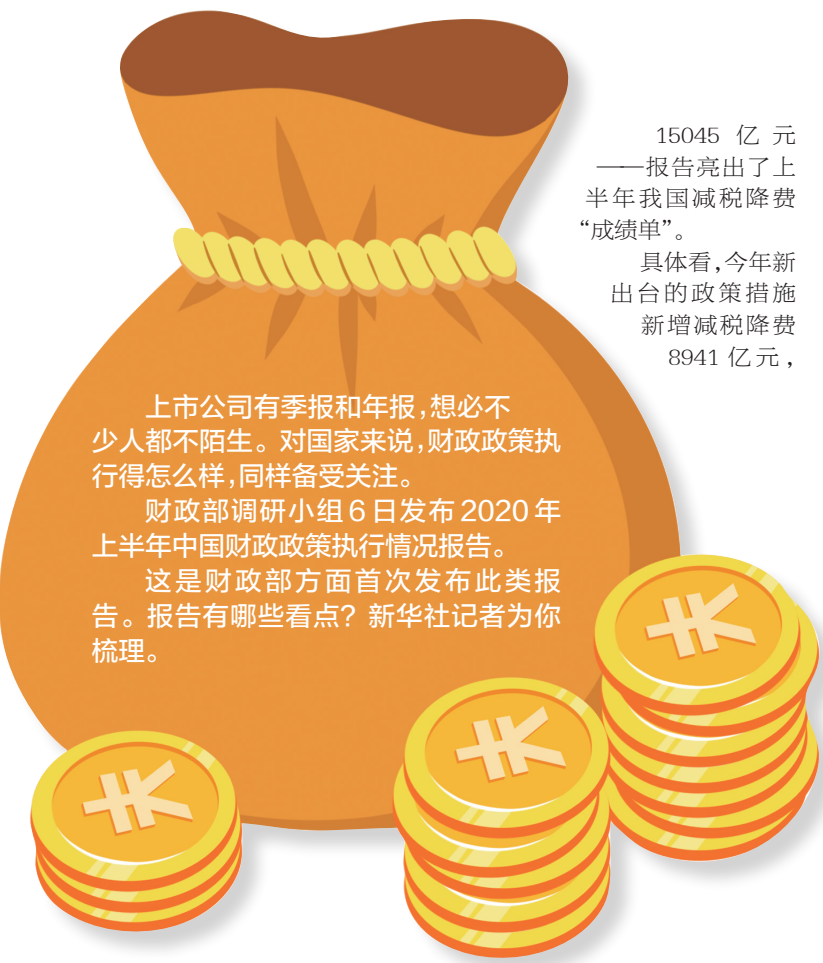 上市公司有季报和年报,想必不
少人都不陌生。对国家来说,财政政策执
行得怎么样,同样备受关注。
财政部调研小组6日发布2020年
上半年中国财政政策执行情况报告。
这是财政部方面首次发布此类报
告。报告有哪些看点？新华社记者为你
梳理。
15045 亿 元
——报告亮出了上
半年我国减税降费
“成绩单”。
具体看,今年新
出台的政策措施
新增减税降费
8941 亿元,